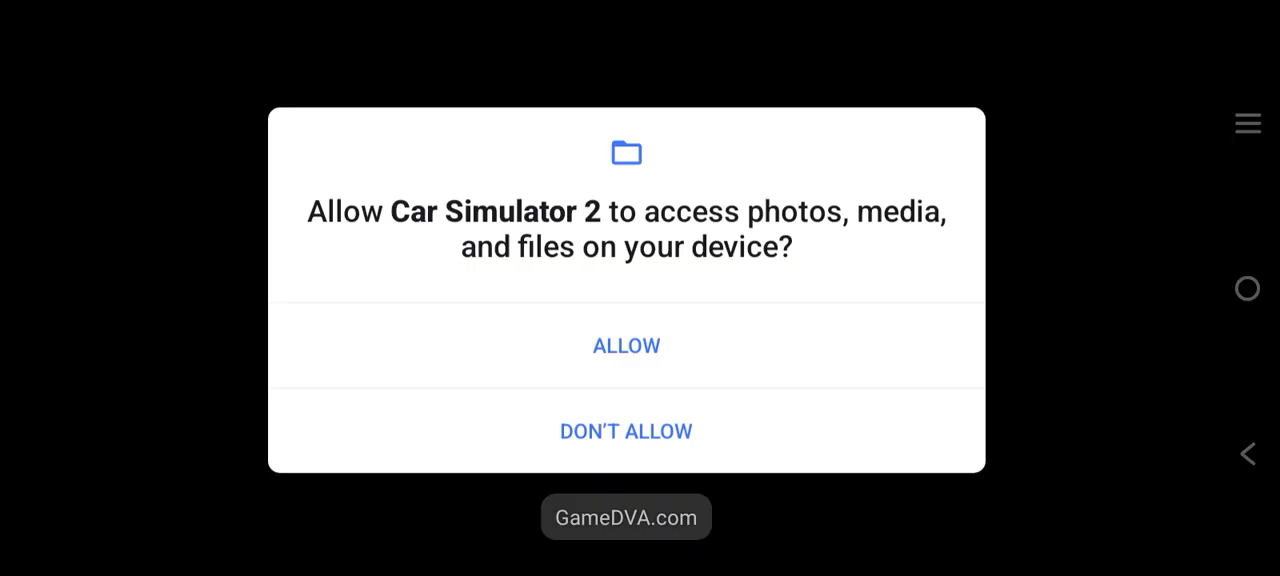 Allow Car Simulator 2 to access photos, media,
and files on your device?
ALLOW
DON’T ALLOW
GameDVA.com